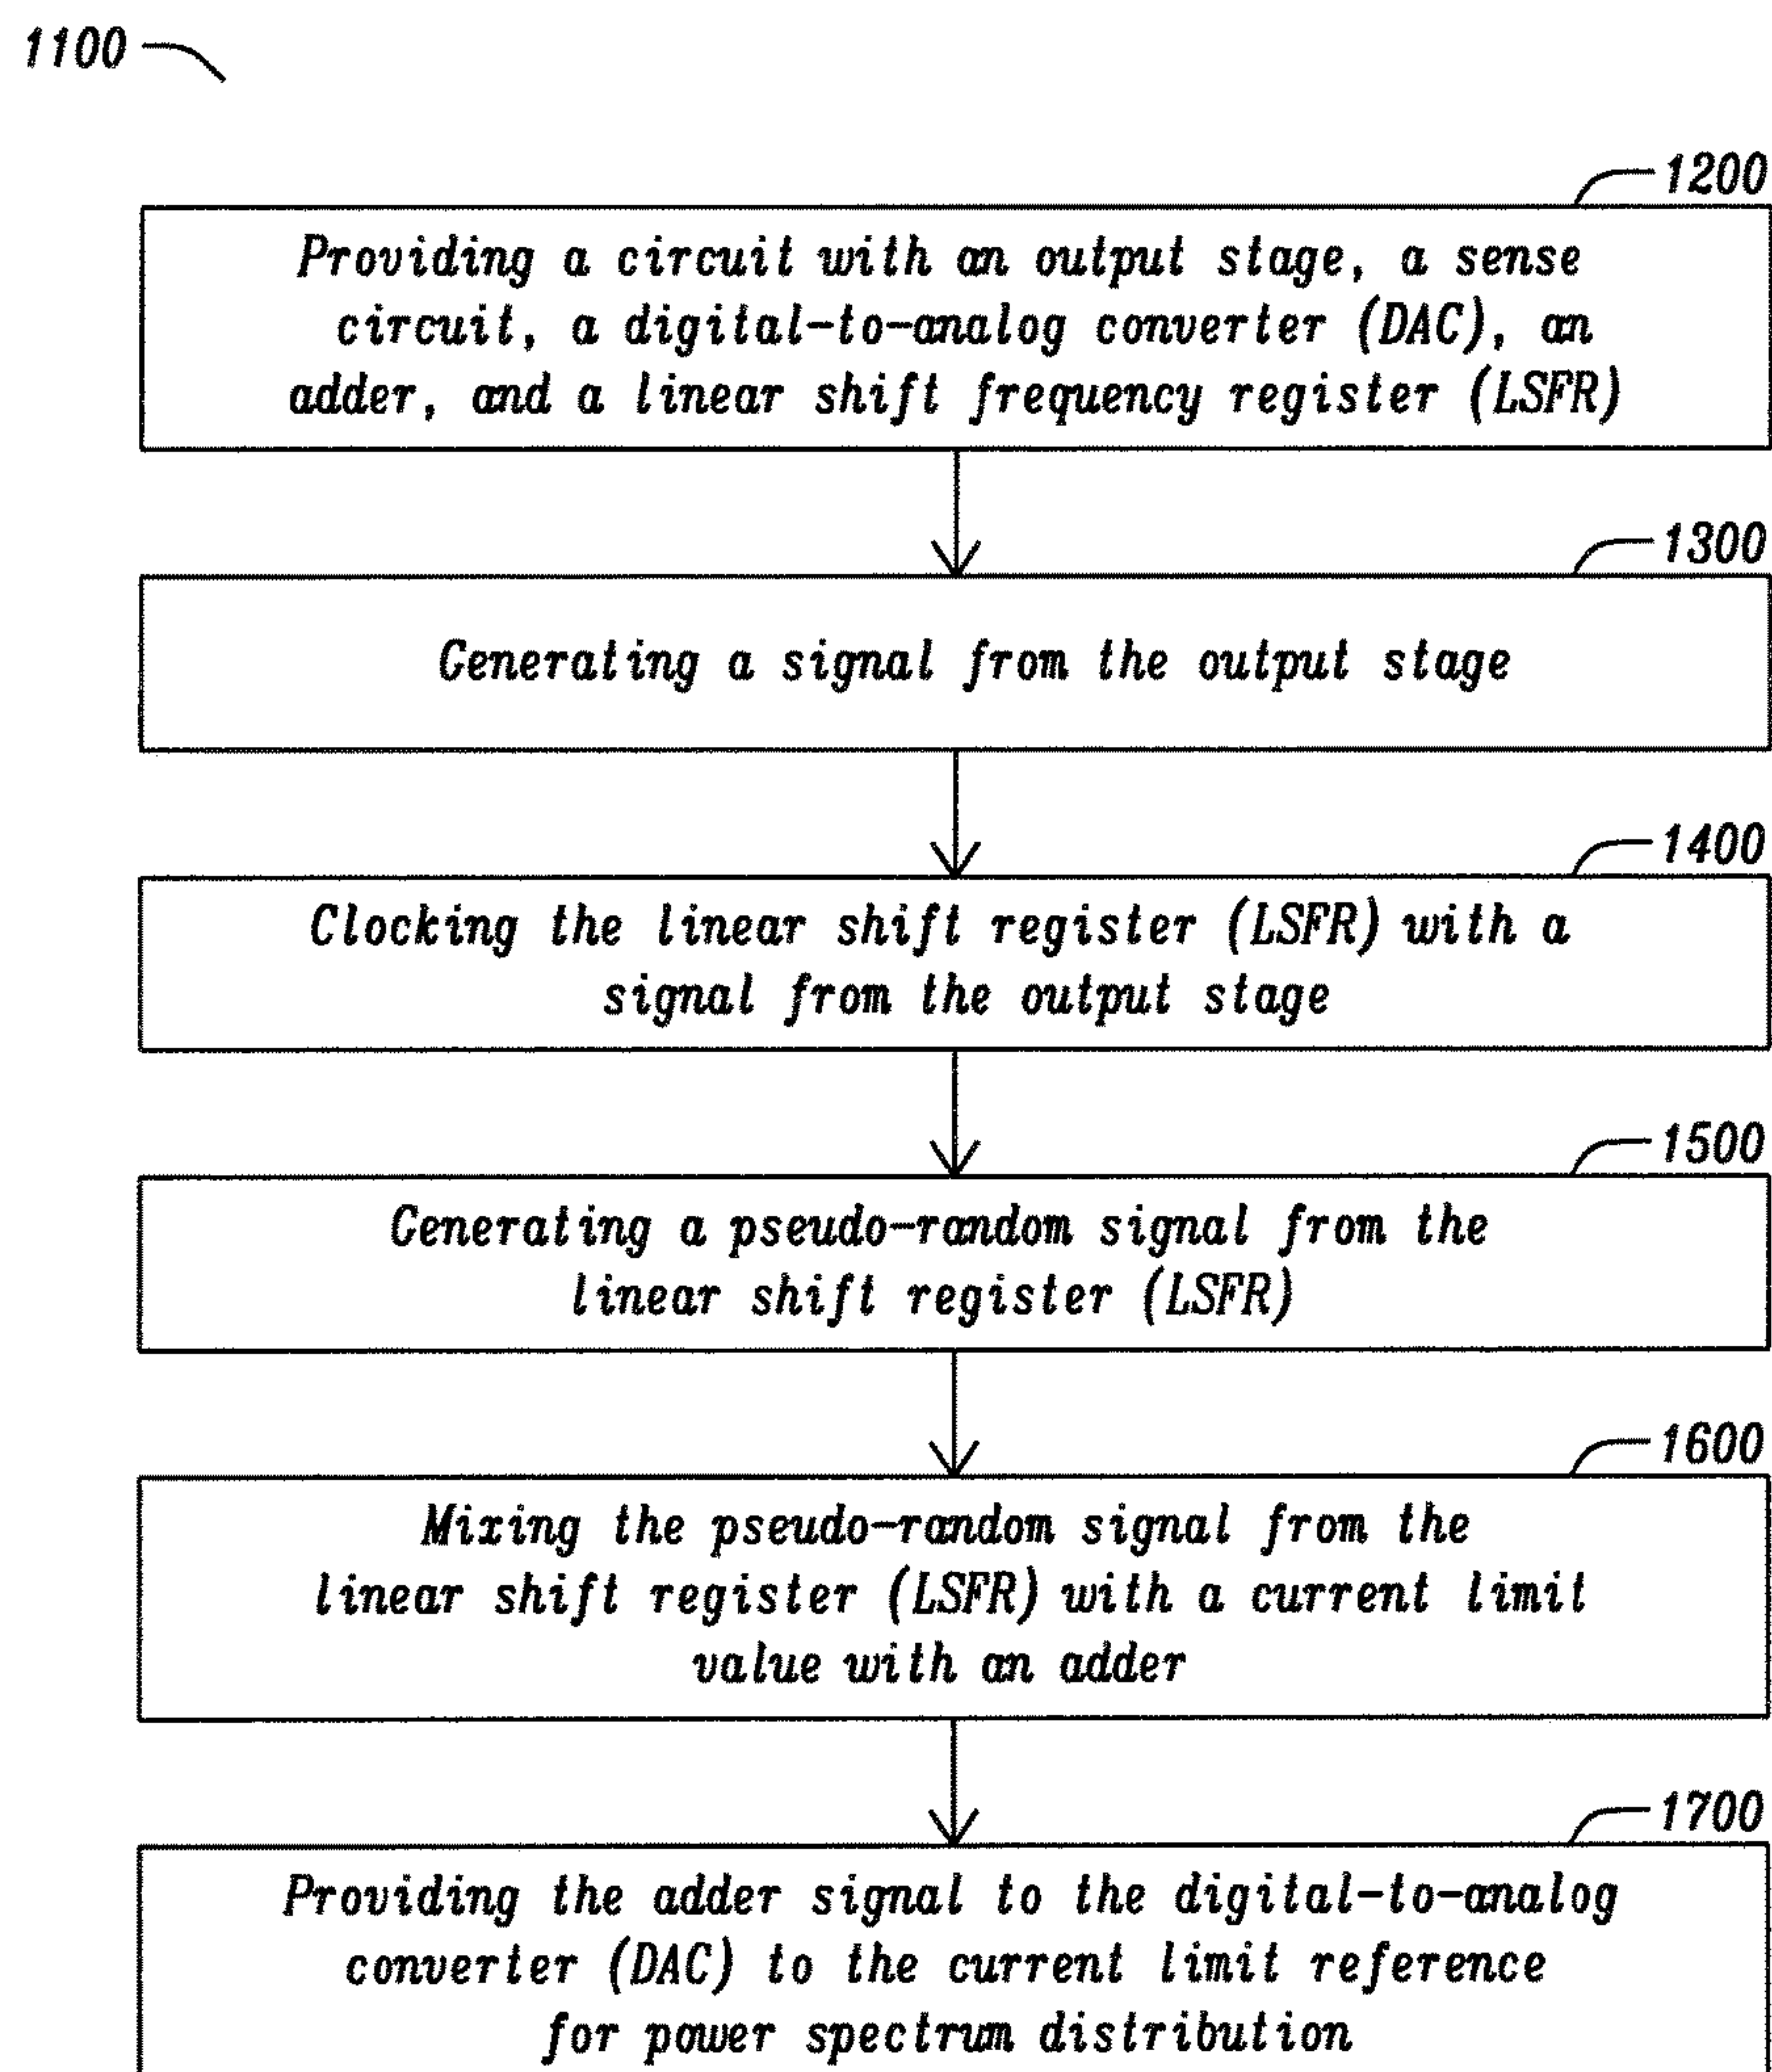 1100
1200
Providing a circuit with an output stage, a sense
circuit, a digital-to-analog converter (DAC), an
adder, and a linear shift frequency register (LSFR)
1300
Generating a signal from the output stage
1400
Clocking the linear shift register (LSFR) with a
signal from the output stage
1500
Generating a pseudo-random signal from the
linear shift register (LSFR)
1600
Mixing the pseudo-random signal from the
linear shift register (LSFR) with a current limit
value with an adder
1700
Providing the adder signal to the digital-to-analog
converter (DAC) to the current limit reference
for power spectrum distribution